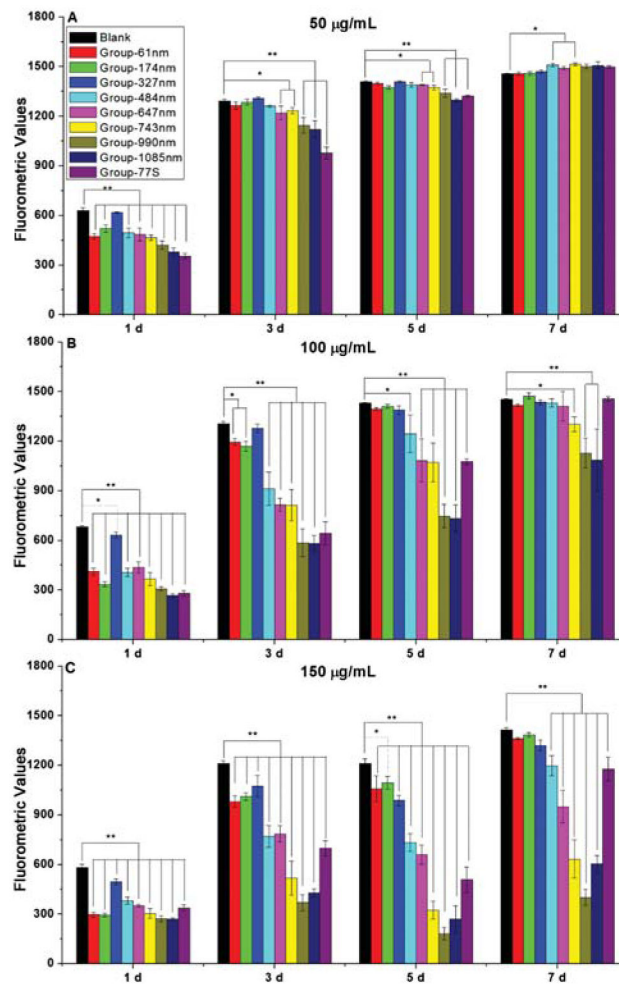 A
50 μg/mL
Blank
Group-61nm
Group-174nm
Group-327nm
Group-484nm
Group-647nm
Group-743nm
Group-990nm
Group-1085nm
Group-77S
Fluorometric Values
1800
1500
1200
900
600
300
0
**
**
*
**
*
*
1 d
3 d
5 d
7 d
B
100 μg/mL
Fluorometric Values
1800
1500
1200
900
600
300
0
**
*
**
*
**
*
**
*
1 d
3 d
5 d
7 d
C
150 μg/mL
Fluorometric Values
1800
1500
1200
900
600
300
0
**
**
**
*
**
1 d
3 d
5 d
7 d